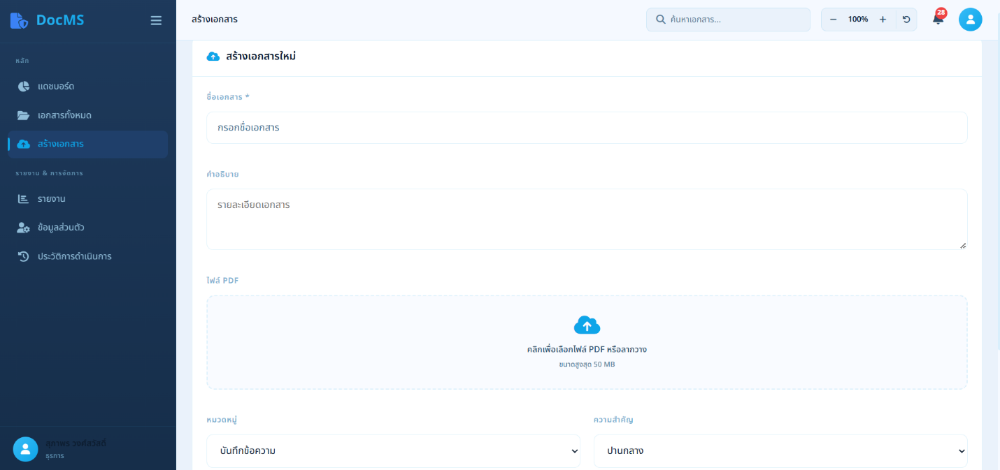 DocMS
สร้างเอกสาร
ค้นหาเอกสาร...
100%
28
หลัก
แดชบอร์ด
เอกสารทั้งหมด
สร้างเอกสาร
รายงาน & การจัดการ
รายงาน
ข้อมูลส่วนตัว
ประวัติการดำเนินการ
สุภาพร วงศ์สวัสดิ์
ธุรการ
สร้างเอกสารใหม่
ชื่อเอกสาร *
กรอกชื่อเอกสาร
คำอธิบาย
รายละเอียดเอกสาร
ไฟล์ PDF
คลิกเพื่อเลือกไฟล์ PDF หรือลากวาง
ขนาดสูงสุด 50 MB
หมวดหมู่
บันทึกข้อความ
ความสำคัญ
ปานกลาง